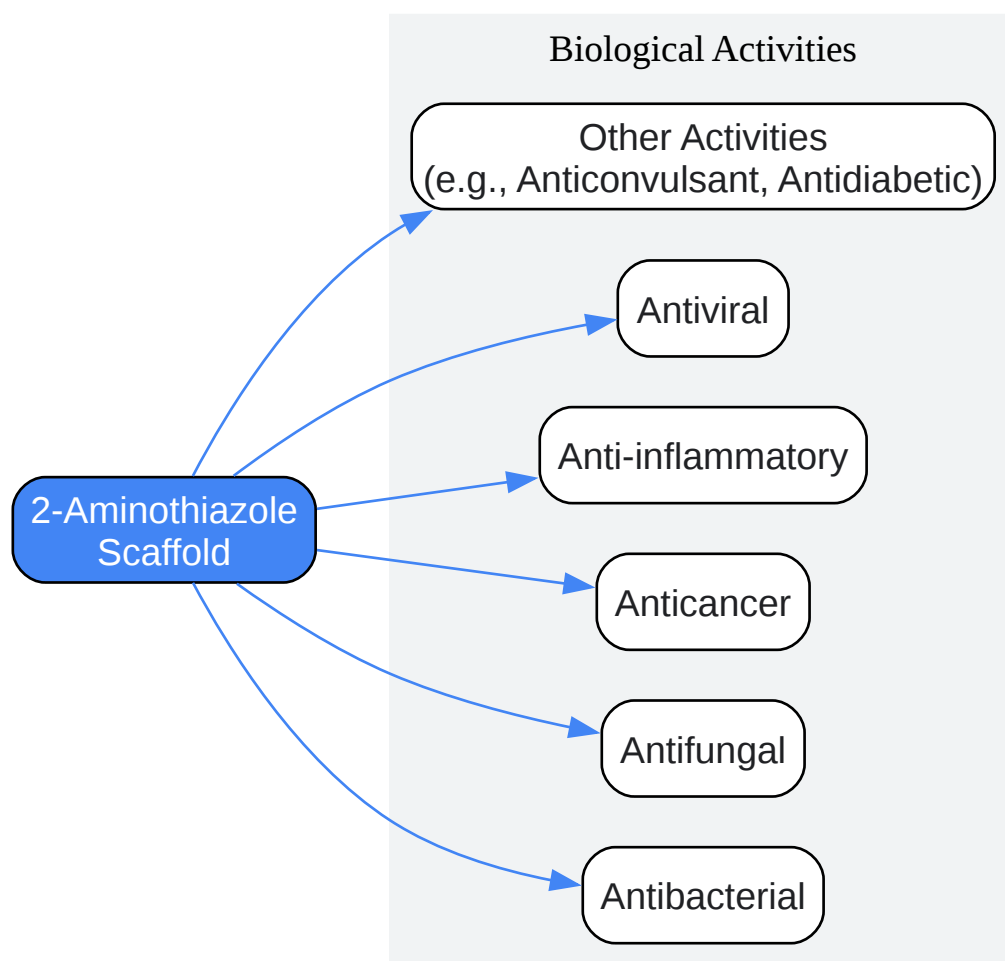 Biological Activities
Other Activities
(e.g., Anticonvulsant, Antidiabetic)
Antiviral
Anti-inflammatory
2-Aminothiazole
Scaffold
Anticancer
Antifungal
Antibacterial